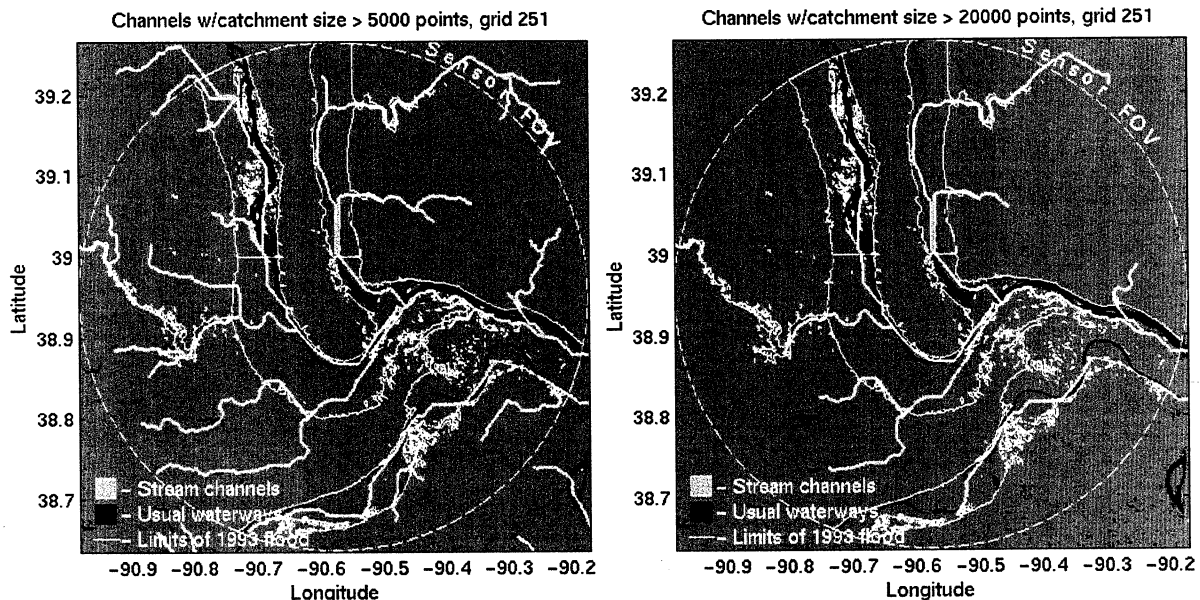 Channels w/catchment size > 5000 points, grid 251
Sensor FOV
39.2
39.1
39
38.9
38.8
38.7
Latitude
– Stream channels
– Usual waterways
– Limits of 1993 flood
−90.9 −90.8 −90.7 −90.6 −90.5 −90.4 −90.3 −90.2
Longitude
Channels w/catchment size > 20000 points, grid 251
Sensor FOV
39.2
39.1
39
38.9
38.8
38.7
Latitude
– Stream channels
– Usual waterways
– Limits of 1993 flood
−90.9 −90.8 −90.7 −90.6 −90.5 −90.4 −90.3 −90.2
Longitude